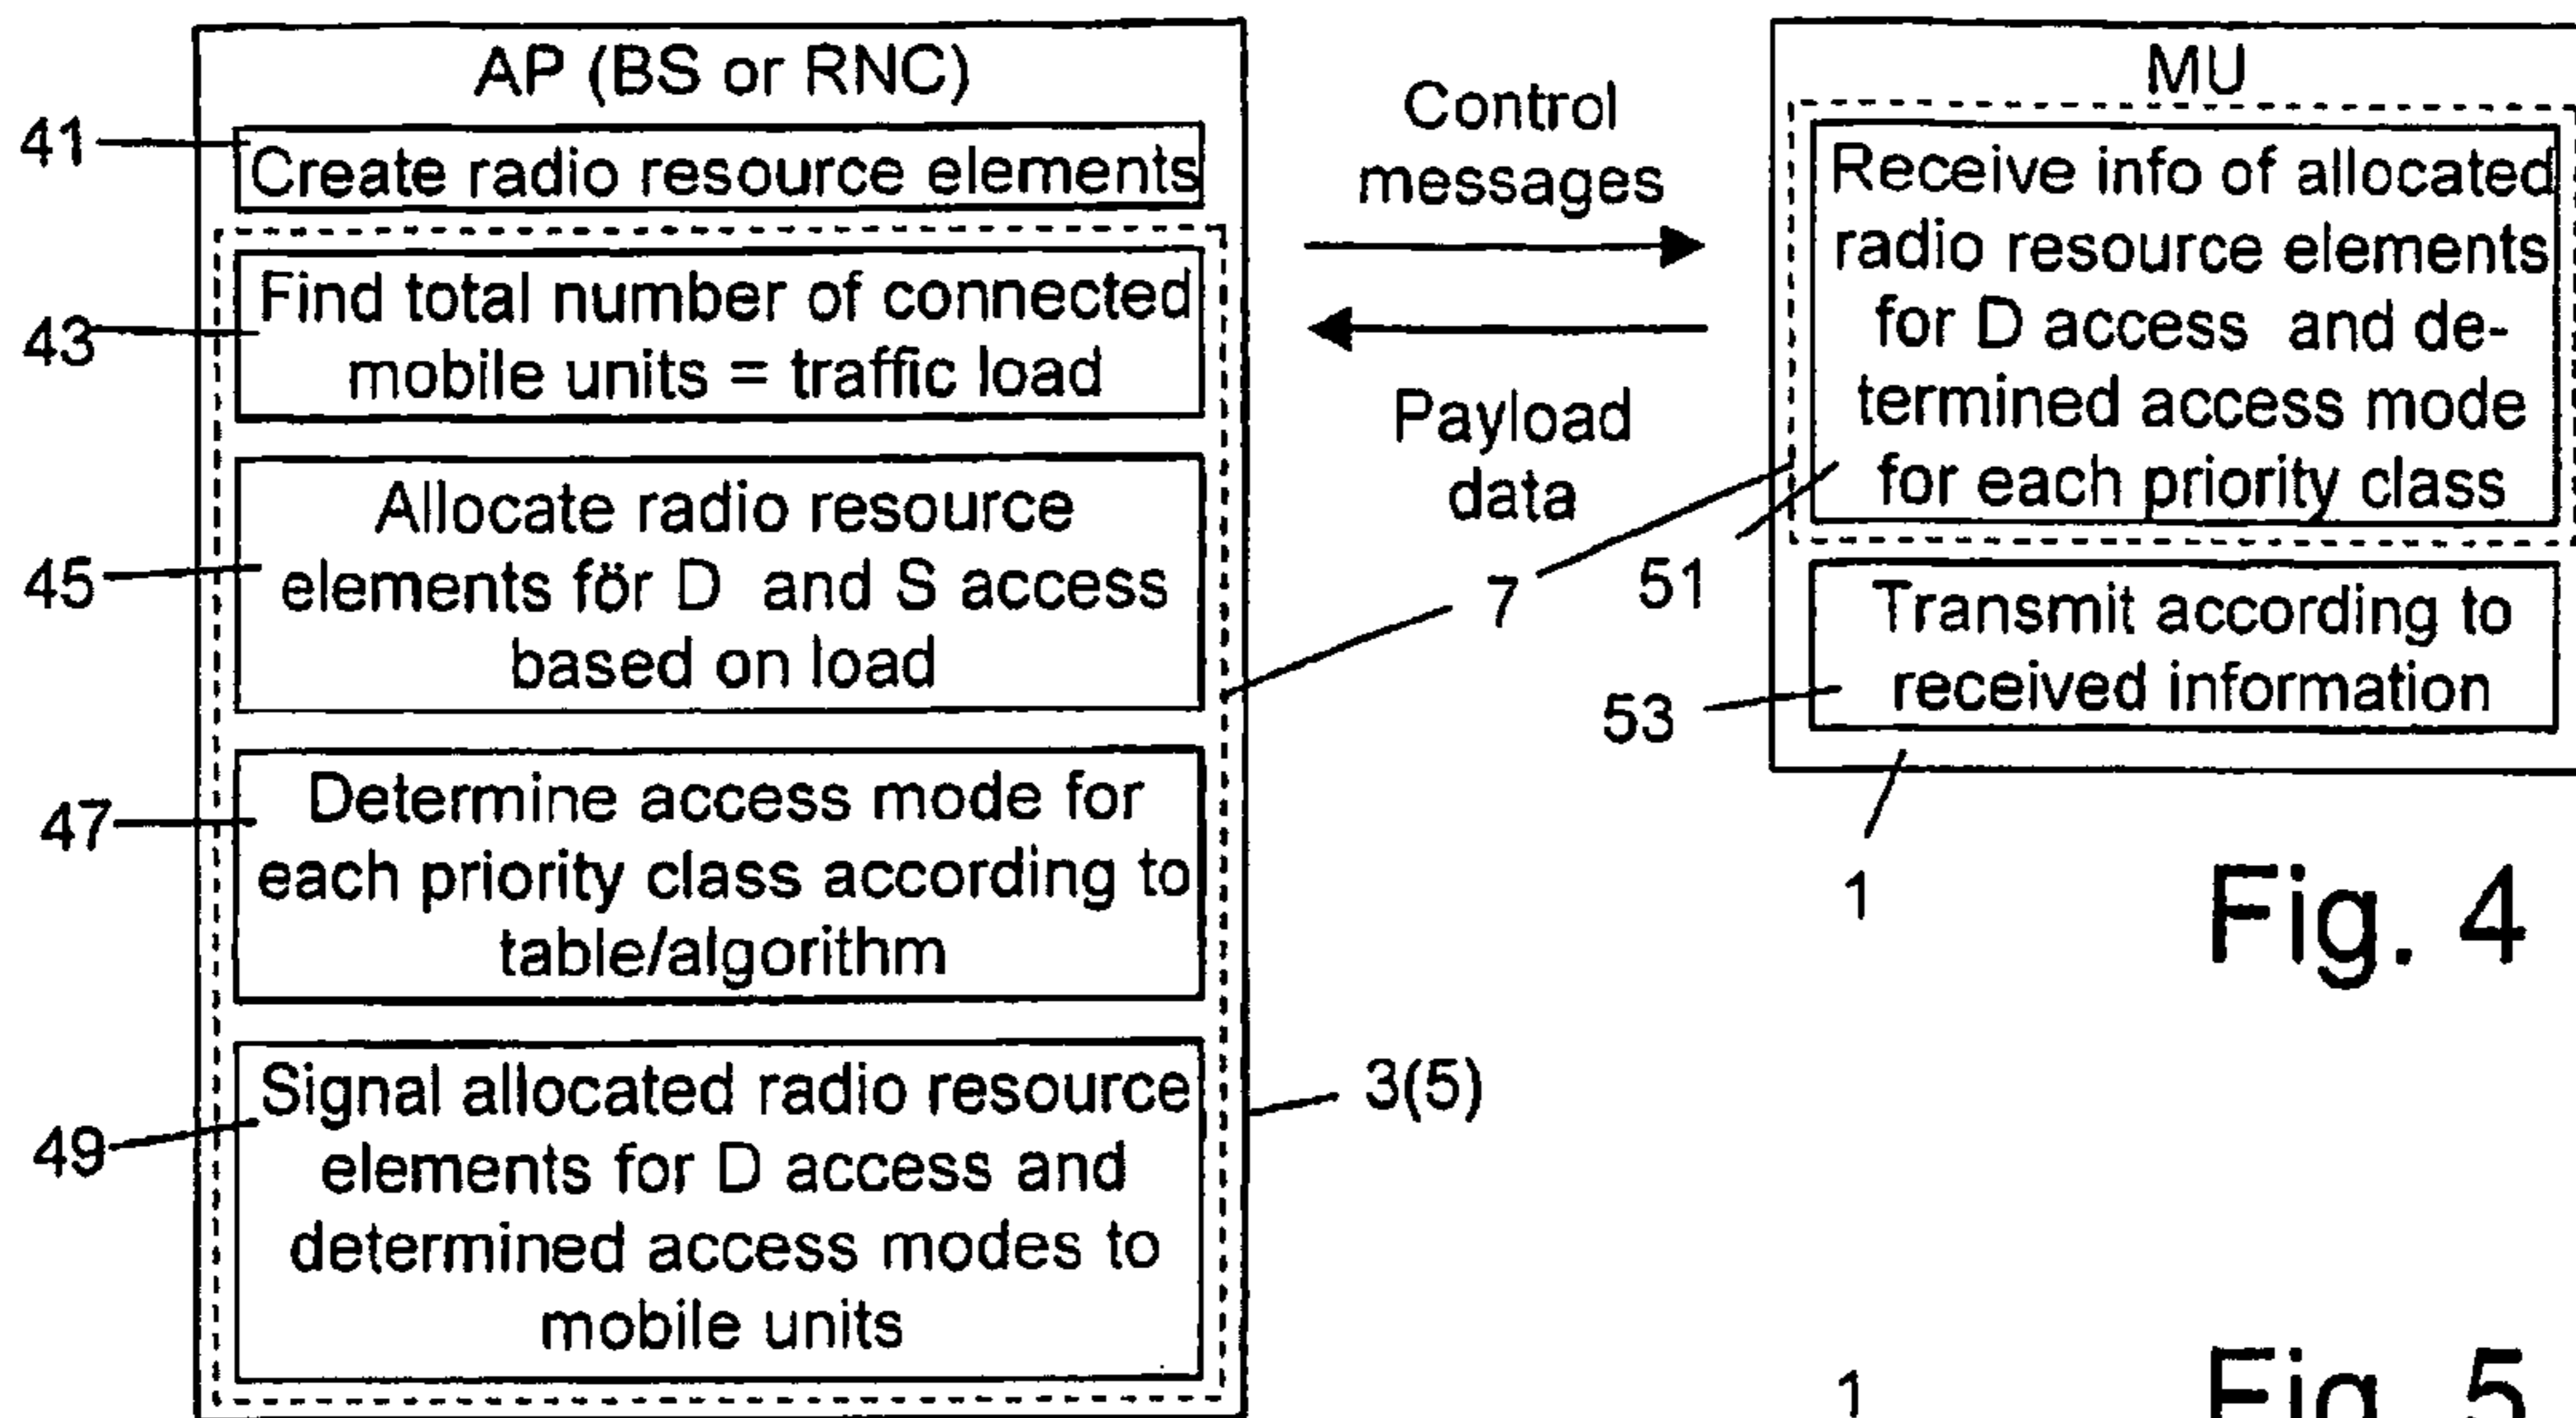 AP (BS or RNC)
41
Create radio resource elements
43
Find total number of connected
mobile units = traffic load
45
Allocate radio resource
elements för D and S access
based on load
47
Determine access mode for
each priority class according to
table/algorithm
49
Signal allocated radio resource
elements for D access and
determined access modes to
mobile units
3(5)
Control
messages
Payload
data
7
MU
Receive info of allocated
radio resource elements
for D access and de-
termined access mode
for each priority class
51
Transmit according to
received information
53
1
Fig. 4
1
Fig. 5